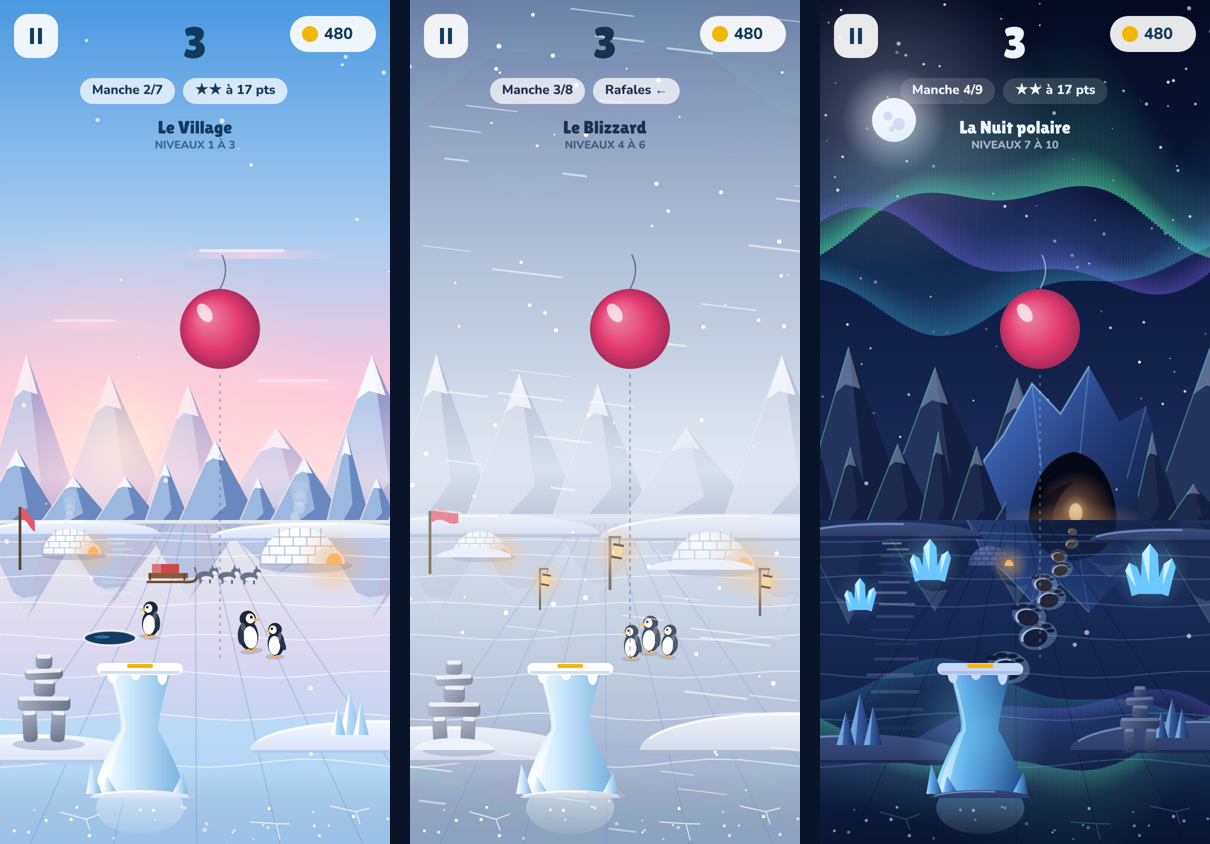 3
480
Manche 2/7
★★ à 17 pts
Le Village
NIVEAUX 1 À 3
3
480
Manche 3/8
Rafales ←
Le Blizzard
NIVEAUX 4 À 6
3
480
Manche 4/9
★★ à 17 pts
La Nuit polaire
NIVEAUX 7 À 10